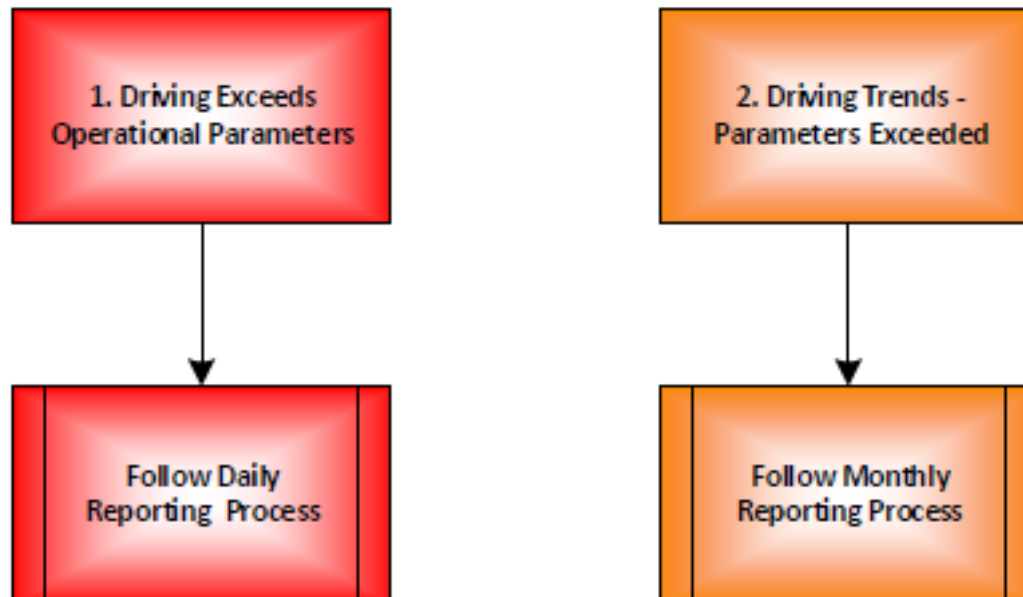 1. Driving Exceeds
Operational Parameters
2. Driving Trends -
Parameters Exceeded
Follow Daily
Reporting  Process
Follow Monthly
Reporting Process